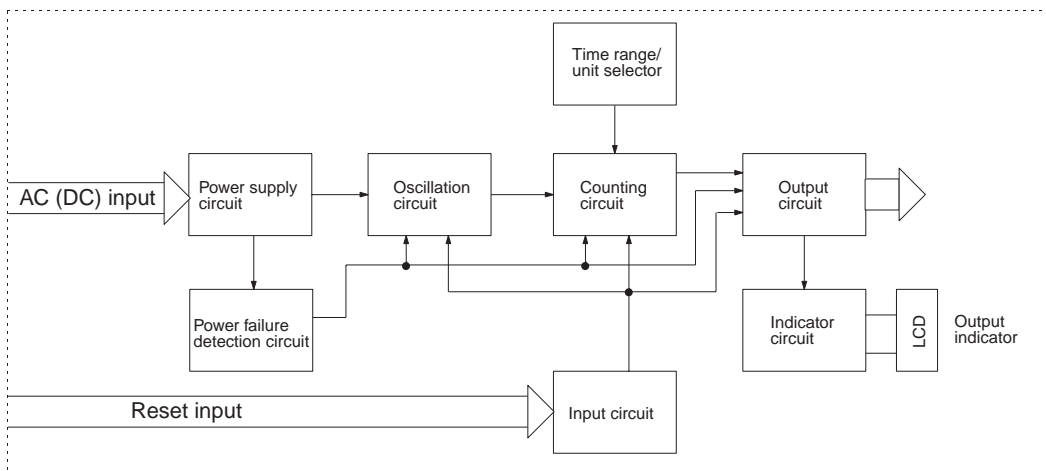 Time range/
unit selector
AC (DC) input
Power supply
circuit
Oscillation
circuit
Counting
circuit
Output
circuit
Power failure
detection circuit
Indicator
circuit
LCD
Output
indicator
Reset input
Input circuit